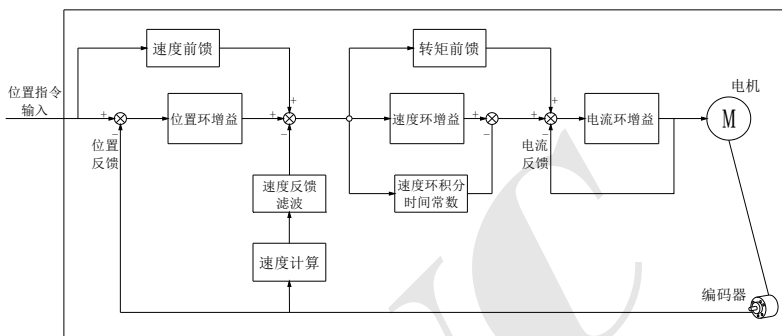 速度前馈
转矩前馈
位置指令
输入
电机
+
+
+
位置环增益
+
速度环增益
+
+
电流环增益
M
−
−
−
−
位置
反馈
电流
反馈
速度反馈
滤波
速度环积分
时间常数
速度计算
编码器